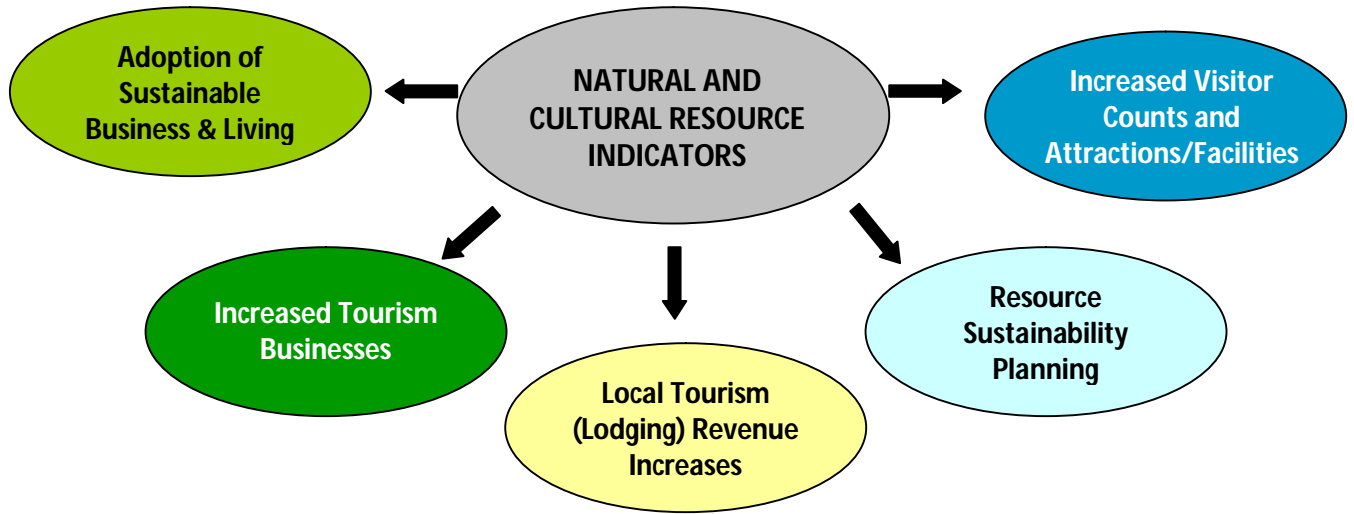 Adoption of
Sustainable
Business & Living
NATURAL AND
CULTURAL RESOURCE
INDICATORS
Increased Visitor
Counts and
Attractions/Facilities
Increased Tourism
Businesses
Local Tourism
(Lodging) Revenue
Increases
Resource
Sustainability
Planning